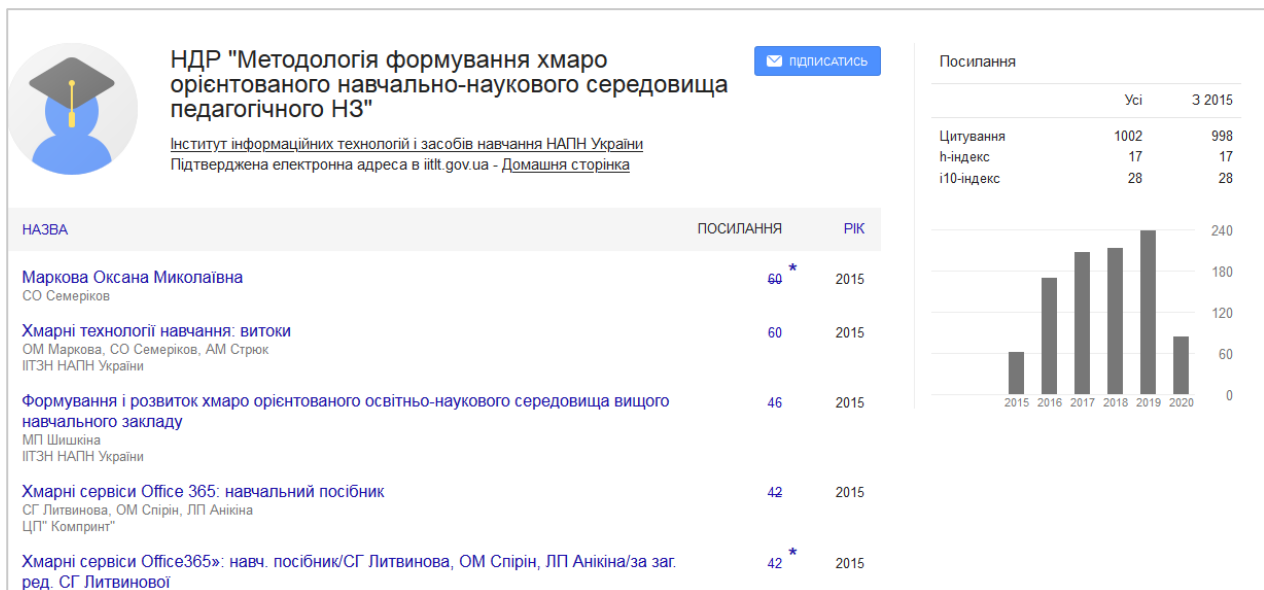 НДР "Методологія формування хмаро
орієнтованого навчально-наукового середовища
педагогічного НЗ"
Інститут інформаційних технологій і засобів навчання НАПН України
Підтверджена електронна адреса в iitlt.gov.ua - Домашня сторінка
ПІДПИСАТИСЬ
НАЗВА ПОСИЛАННЯ РІК
Маркова Оксана Миколаївна 60 * 2015
СО Семеріков
Хмарні технології навчання: витоки 60 2015
ОМ Маркова, СО Семеріков, АМ Стрюк
ІІТЗН НАПН України
Формування і розвиток хмаро орієнтованого освітньо-наукового середовища вищого 46 2015
навчального закладу
МП Шишкіна
ІІТЗН НАПН України
Хмарні сервіси Office 365: навчальний посібник 42 2015
СГ Литвинова, ОМ Спірін, ЛП Анікіна
ЦП" Компринт"
Хмарні сервіси Office365»: навч. посібник/СГ Литвинова, ОМ Спірін, ЛП Анікіна/за заг. 42 * 2015
ред. СГ Литвинової
Посилання
Усі З 2015
Цитування 1002 998
h-індекс 17 17
i10-індекс 28 28
240
180
120
60
0
2015 2016 2017 2018 2019 2020